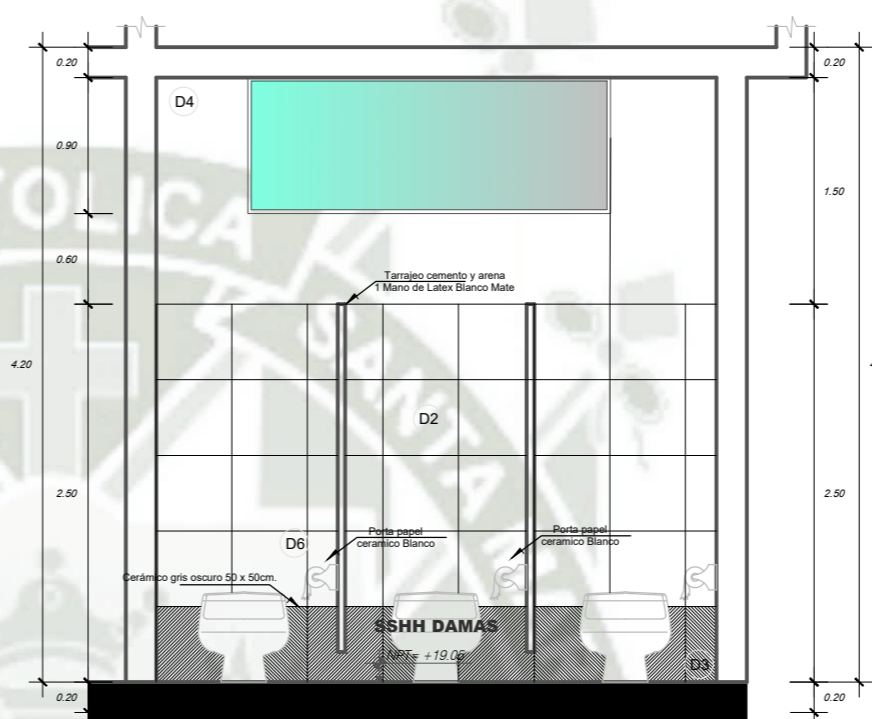 0.20
0.20
D4
0.90
TOLICA
1.50
0.60
Tarrajeo cemento y arena
1 Mano de Latex Blanco Mate
SANTA
4.20
D2
2.50
2.50
D6
Porta papel
ceramico Blanco
Porta papel
ceramico Blanco
Cerámico gris oscuro 50 x 50cm.
SSHH DAMAS
NPT= +19.05
D3
0.20
0.20